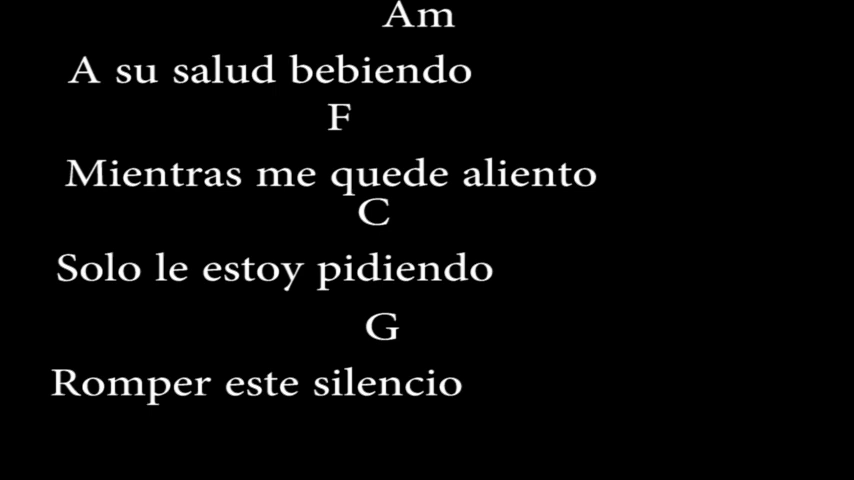 Am
A su salud bebiendo
F
Mientras me quede aliento
C
Solo le estoy pidiendo
G
Romper este silencio